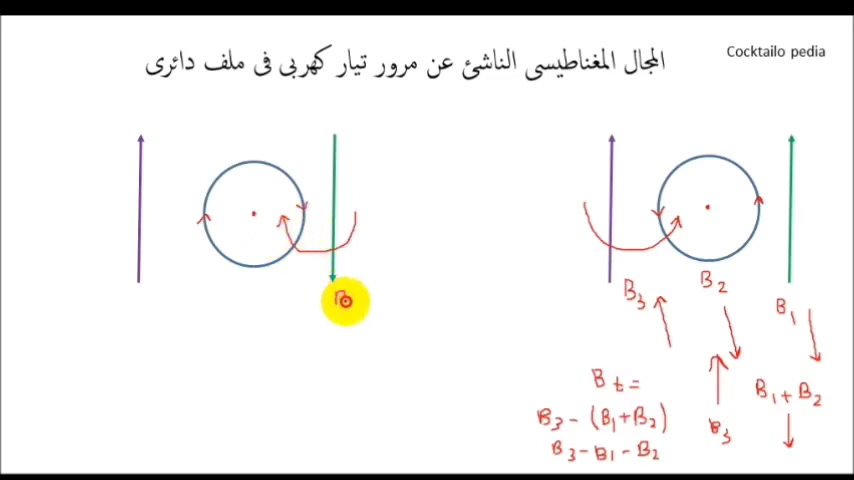 Cocktailo pedia
المجال المغناطيسى الناشئ عن مرور تيار كهربى فى ملف دائرى
B3
B2
B1
B t =
B3 - (B1 + B2)
B3 - B1 - B2
B3
B1 + B2